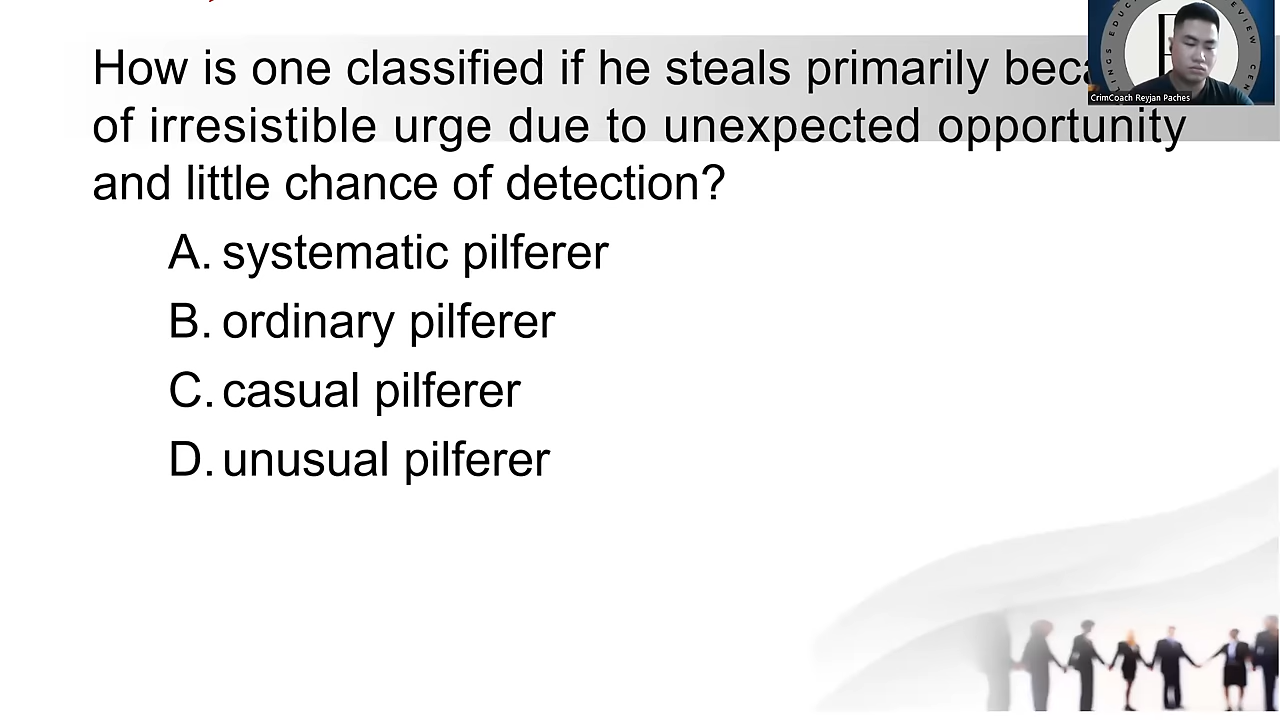 How is one classified if he steals primarily
of irresistible urge due to unexpected opportunity
and little chance of detection?
A. systematic pilferer
B. ordinary pilferer
C. casual pilferer
D. unusual pilferer
CrimCoach Reyjan Paches